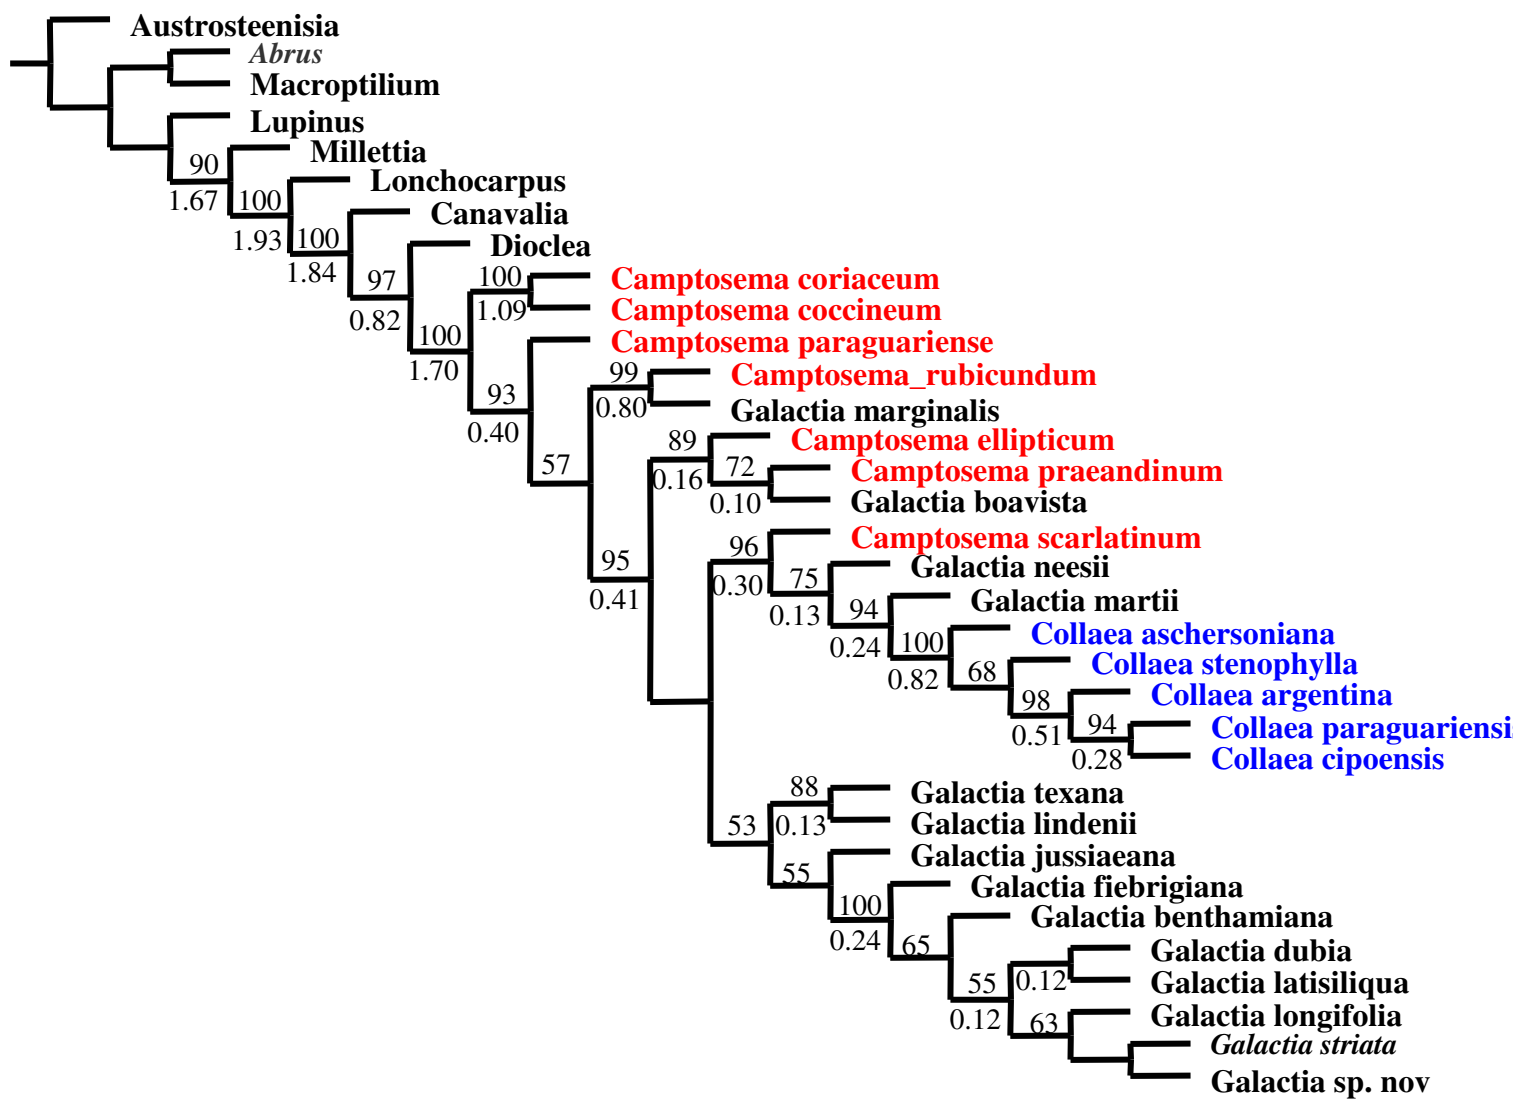 Austrosteenisia
Abrus
Macroptilium
Lupinus
Millettia
90
Lonchocarpus
1.67
100
Canavalia
1.93
100
Dioclea
1.84
97
100
Camptosema coriaceum
0.82
1.09
Camptosema coccineum
100
Camptosema paraguariense
1.70
99
Camptosema_rubicundum
93
0.80
Galactia marginalis
0.40
89
Camptosema ellipticum
57
0.16
72
Camptosema praeandinum
0.10
Galactia boavista
96
Camptosema scarlatinum
95
0.30
75
Galactia neesii
0.41
0.13
94
Galactia martii
0.24
100
Collaea aschersoniana
0.82
68
Collaea stenophylla
98
Collaea argentina
0.51
94
Collaea paraguariensi
0.28
Collaea cipoensis
88
Galactia texana
53
0.13
Galactia lindenii
55
Galactia jussiaeana
100
Galactia fiebrigiana
0.24
65
Galactia benthamiana
Galactia dubia
55
0.12
Galactia latisiliqua
0.12
63
Galactia longifolia
Galactia striata
Galactia sp. nov